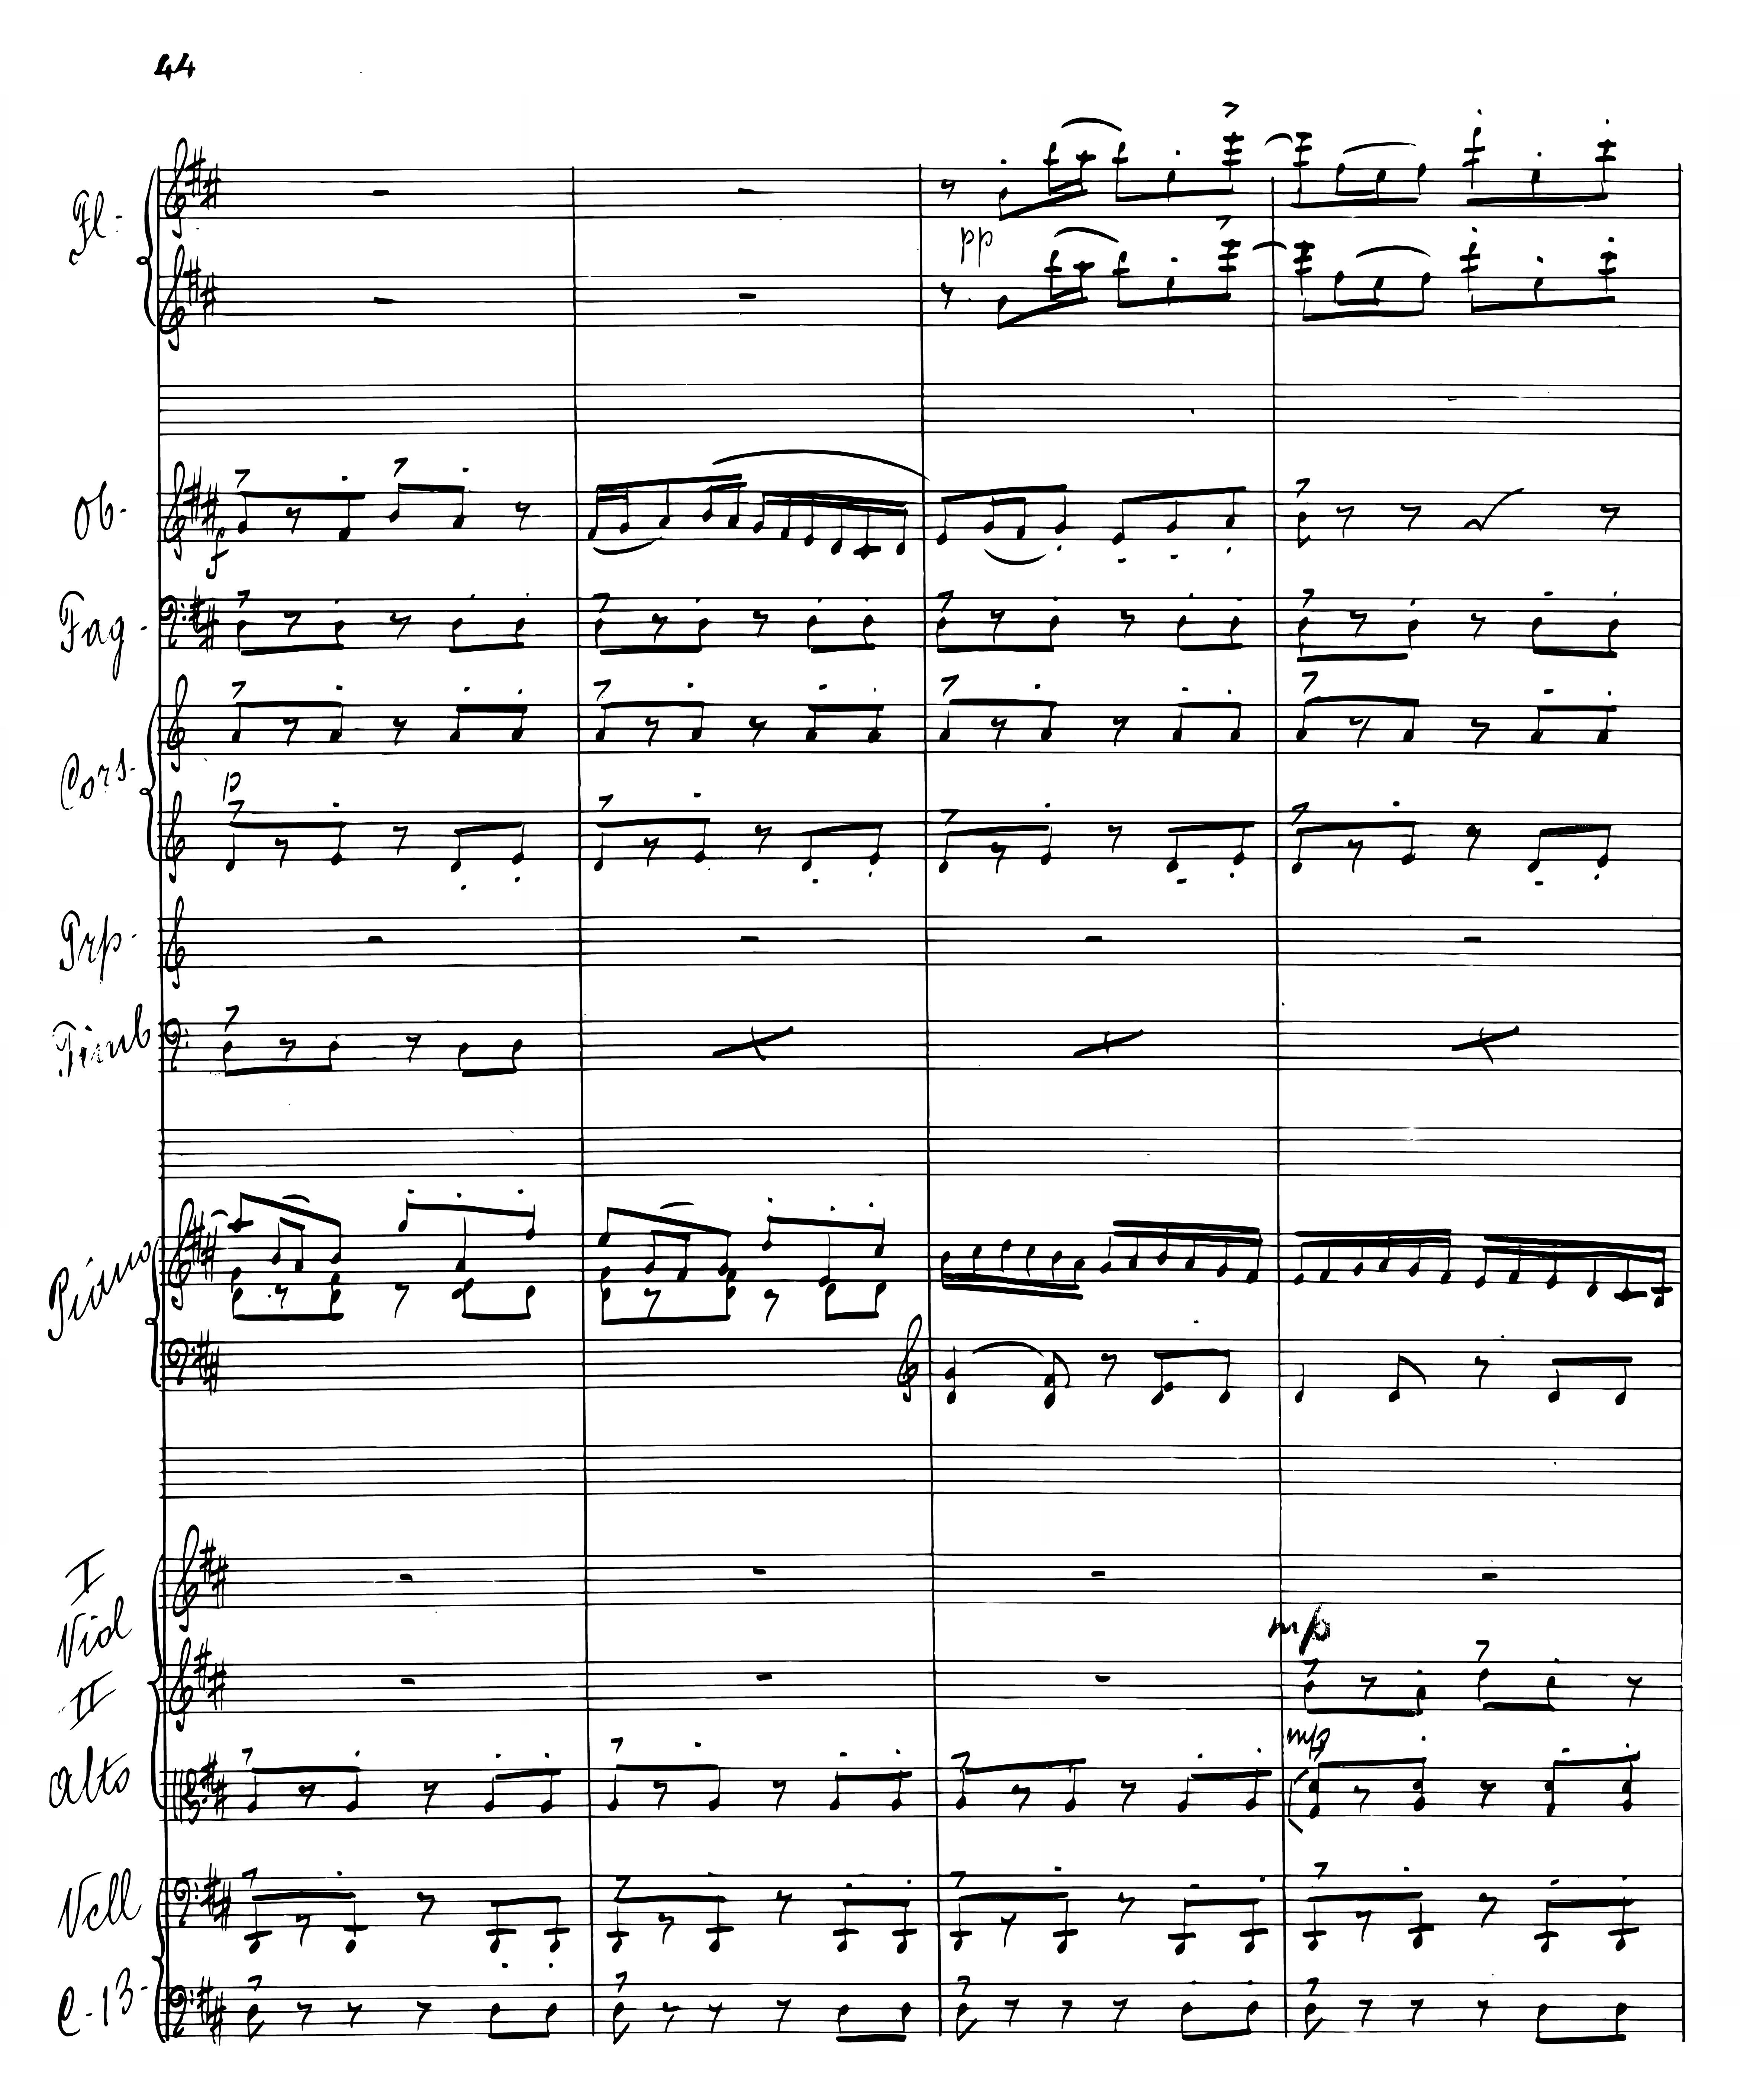 44
Fl-
pp
Ob-
f
Fag-
Cors-
p
Trp-
Timb
Piano
I
Viol
mp
II
mp
Alto
Vcll
C-B-